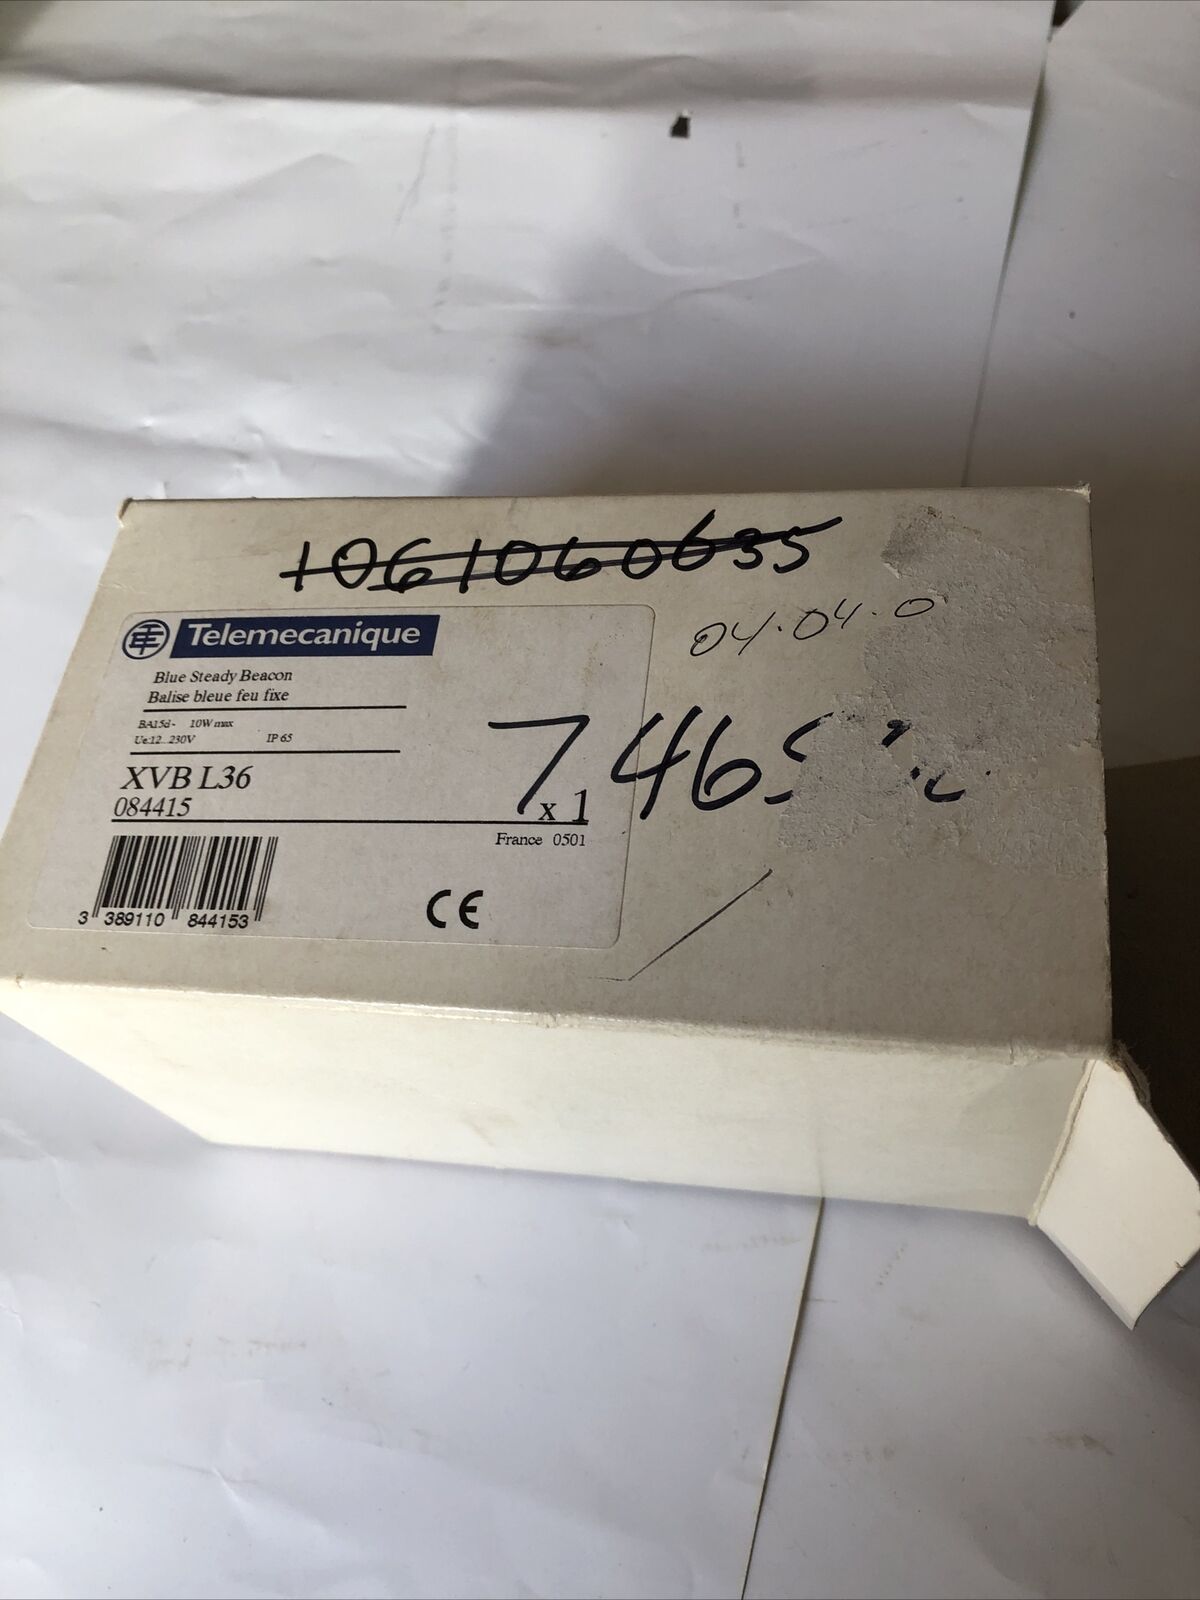 1061060635
04.04.0
Telemecanique
Blue Steady Beacon
Balise bleue feu fixe
BA15d- 10W max
Ue:12...230V IP 65
XVB L36
084415
x 1
France 0501
7465
3 389110 844153
CE